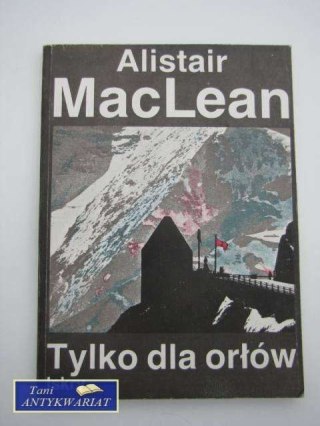 Alistair
MacLean
Tylko dla orłów
Tani
ANTYKWARIAT